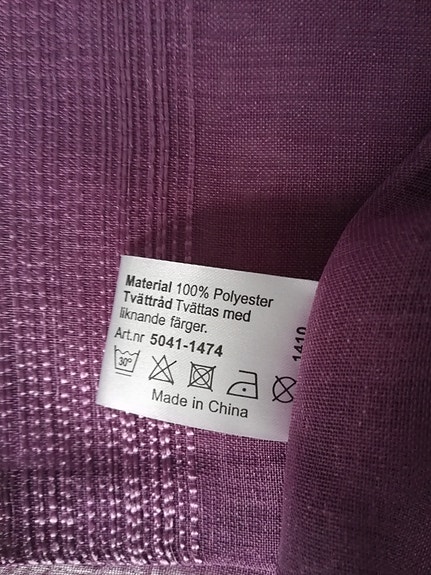 Material 100% Polyester
Tvättråd Tvättas med
liknande färger.
Art.nr 5041-1474
1410
30°
Made in China